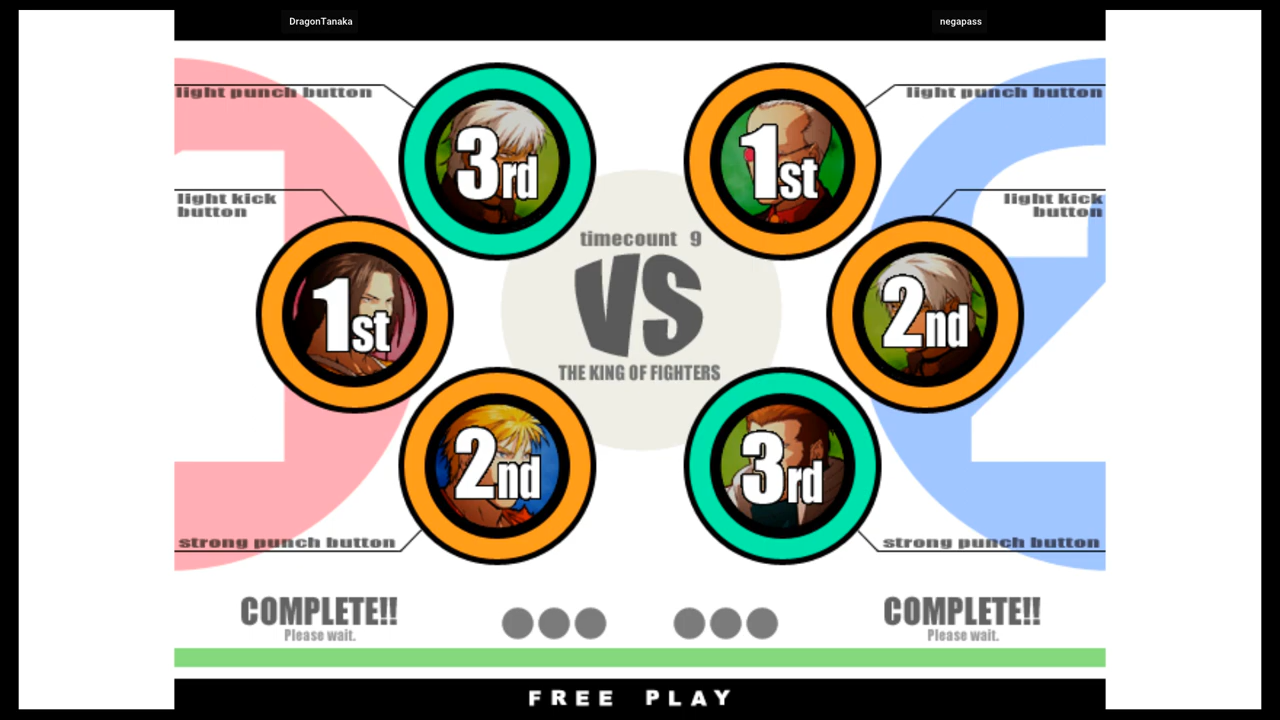 DragonTanaka
negapass
light punch button
3rd
1st
light punch button
light kick
button
light kick
button
timecount 9
VS
THE KING OF FIGHTERS
1st
2nd
2nd
3rd
strong punch button
strong punch button
COMPLETE!!
Please wait.
COMPLETE!!
Please wait.
FREE PLAY
1
2